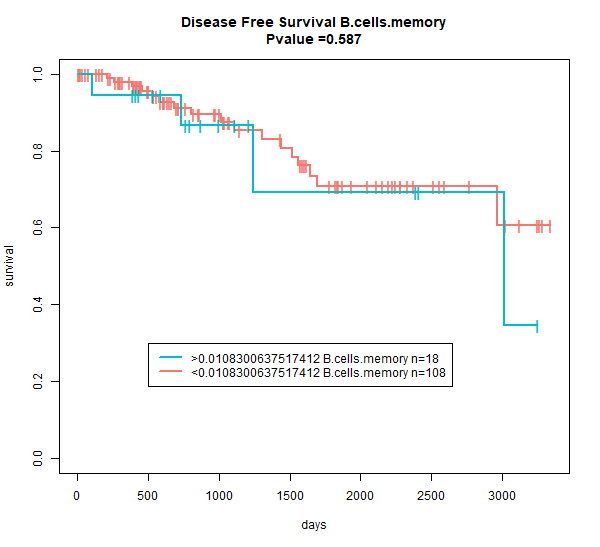 Disease Free Survival B.cells.memory
Pvalue =0.587
survival
1.0
0.8
0.6
0.4
0.2
0.0
>0.0108300637517412 B.cells.memory n=18
<0.0108300637517412 B.cells.memory n=108
0 500 1000 1500 2000 2500 3000
days